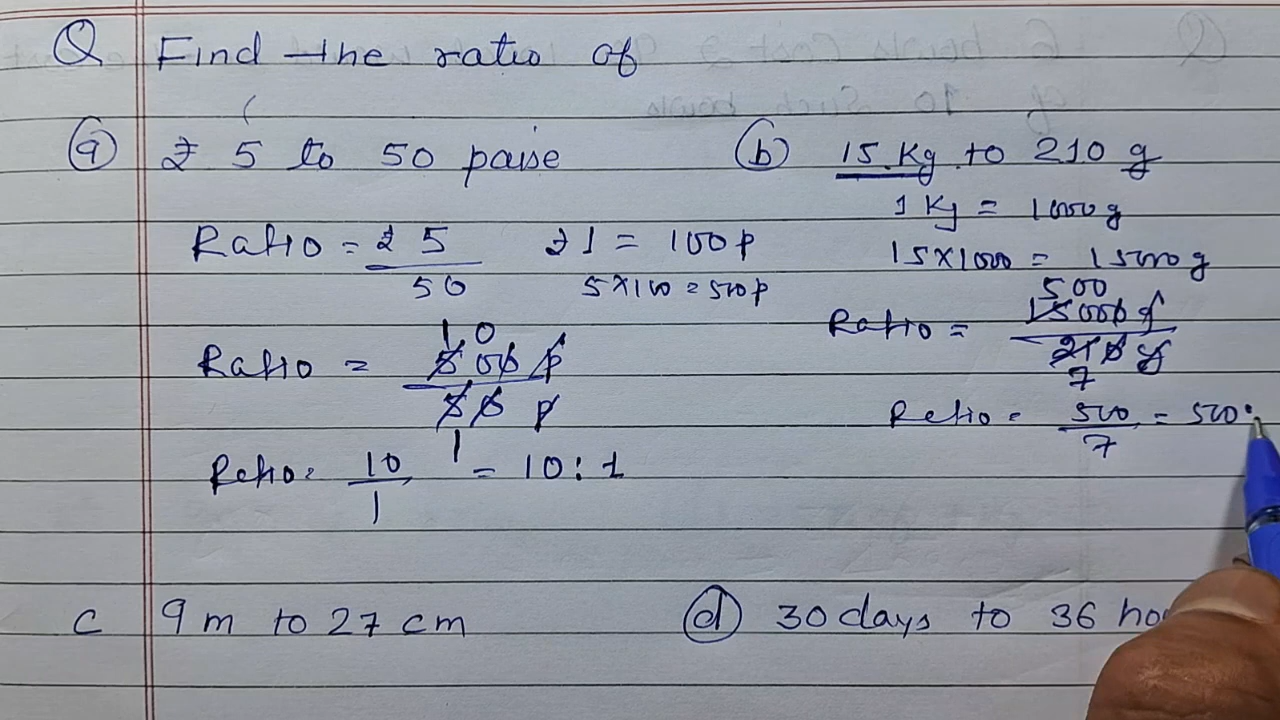 Q Find the ratio of
(a) ₹ 5 to 50 paise
Ratio = ₹ 5 / 50
₹ 1 = 100 p
5 × 100 = 500 p
10
Ratio = 500 p / 50 p
1
Ratio = 10 / 1 = 10 : 1
(b) 15 Kg to 210 g
1 Kg = 1000 g
15 × 1000 = 15000 g
500
Ratio = 15000 g / 210 g
7
Ratio = 500 / 7 = 500 :
c 9 m to 27 cm
(d) 30 days to 36 ho